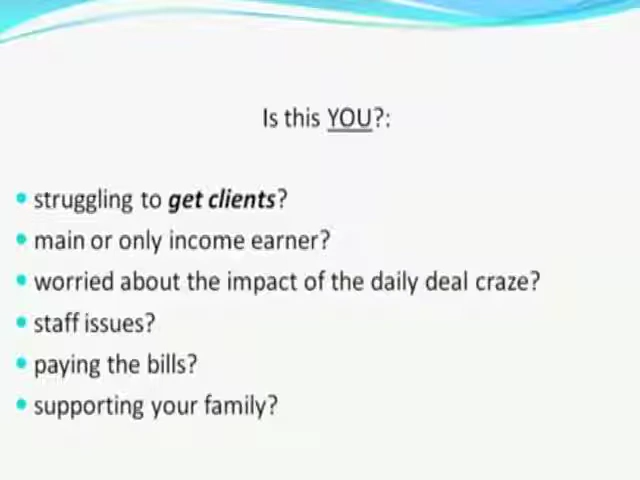 Is this YOU?:
struggling to get clients?
main or only income earner?
worried about the impact of the daily deal craze?
staff issues?
paying the bills?
supporting your family?